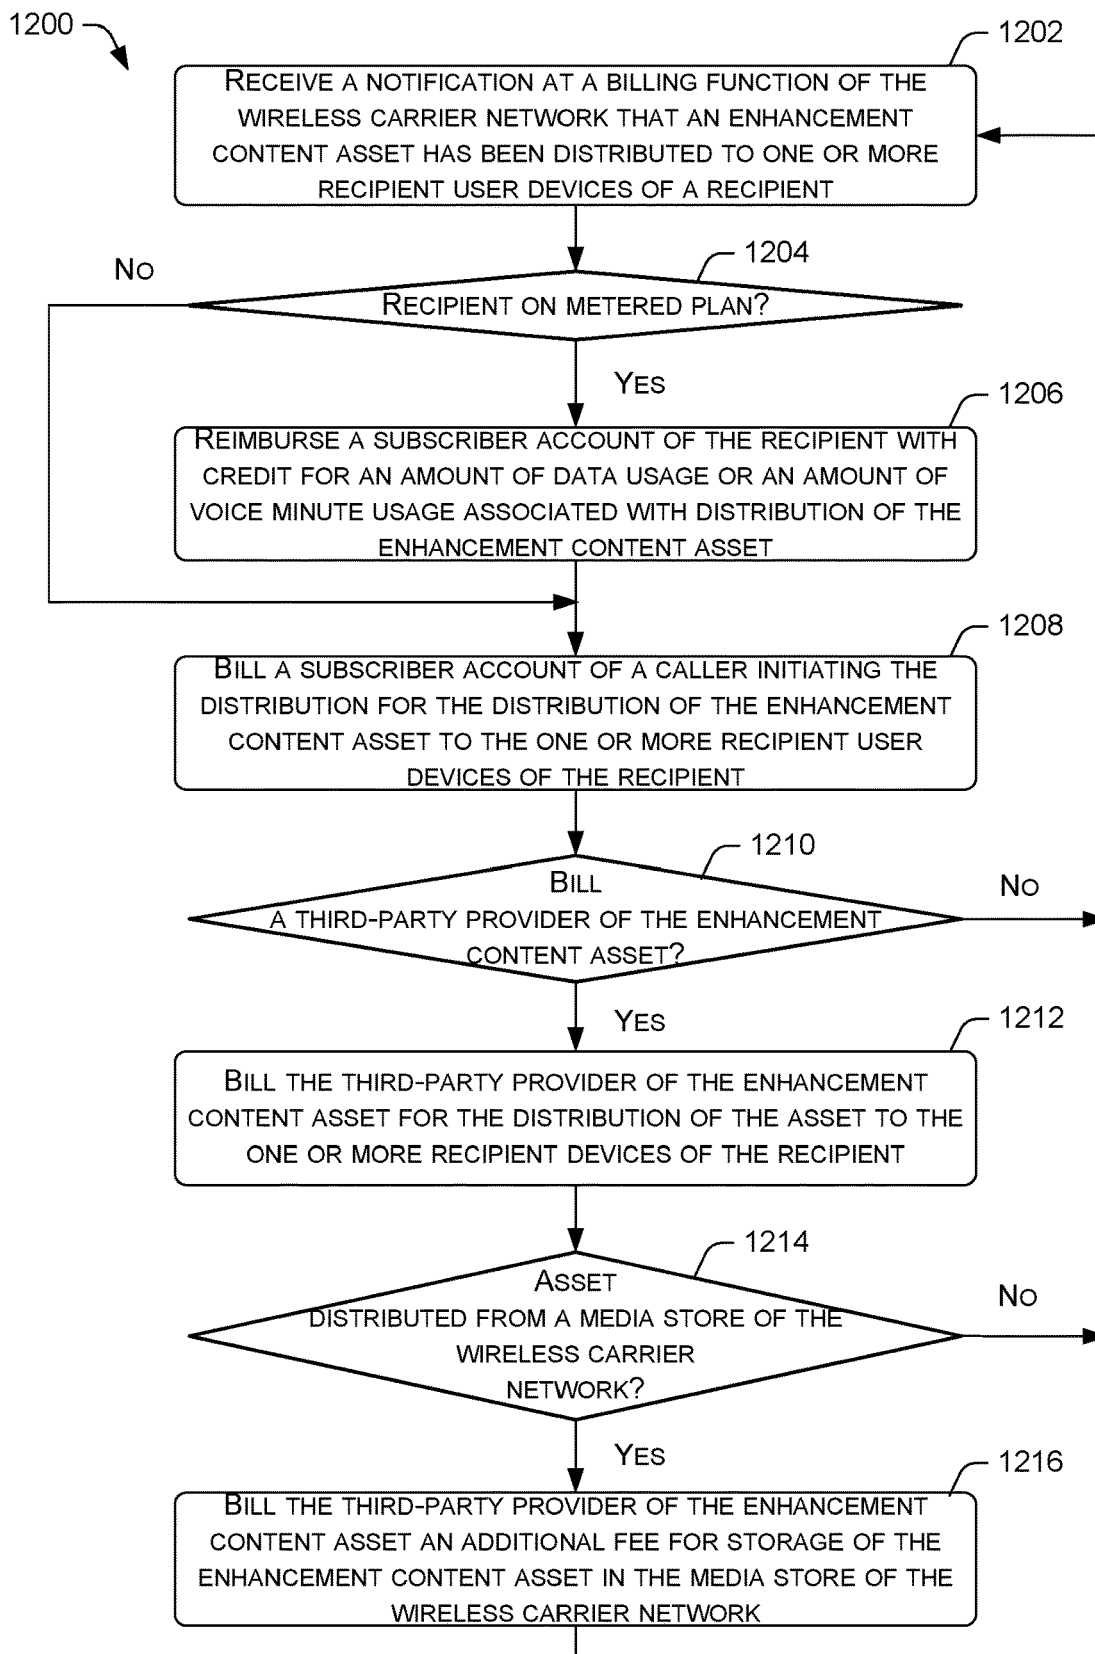 1200
1202
RECEIVE A NOTIFICATION AT A BILLING FUNCTION OF THE
WIRELESS CARRIER NETWORK THAT AN ENHANCEMENT
CONTENT ASSET HAS BEEN DISTRIBUTED TO ONE OR MORE
RECIPIENT USER DEVICES OF A RECIPIENT
1204
NO
RECIPIENT ON METERED PLAN?
YES
1206
REIMBURSE A SUBSCRIBER ACCOUNT OF THE RECIPIENT WITH
CREDIT FOR AN AMOUNT OF DATA USAGE OR AN AMOUNT OF
VOICE MINUTE USAGE ASSOCIATED WITH DISTRIBUTION OF THE
ENHANCEMENT CONTENT ASSET
1208
BILL A SUBSCRIBER ACCOUNT OF A CALLER INITIATING THE
DISTRIBUTION FOR THE DISTRIBUTION OF THE ENHANCEMENT
CONTENT ASSET TO THE ONE OR MORE RECIPIENT USER
DEVICES OF THE RECIPIENT
1210
BILL
A THIRD-PARTY PROVIDER OF THE ENHANCEMENT
CONTENT ASSET?
NO
YES
1212
BILL THE THIRD-PARTY PROVIDER OF THE ENHANCEMENT
CONTENT ASSET FOR THE DISTRIBUTION OF THE ASSET TO THE
ONE OR MORE RECIPIENT DEVICES OF THE RECIPIENT
1214
ASSET
DISTRIBUTED FROM A MEDIA STORE OF THE
WIRELESS CARRIER
NETWORK?
NO
YES
1216
BILL THE THIRD-PARTY PROVIDER OF THE ENHANCEMENT
CONTENT ASSET AN ADDITIONAL FEE FOR STORAGE OF THE
ENHANCEMENT CONTENT ASSET IN THE MEDIA STORE OF THE
WIRELESS CARRIER NETWORK